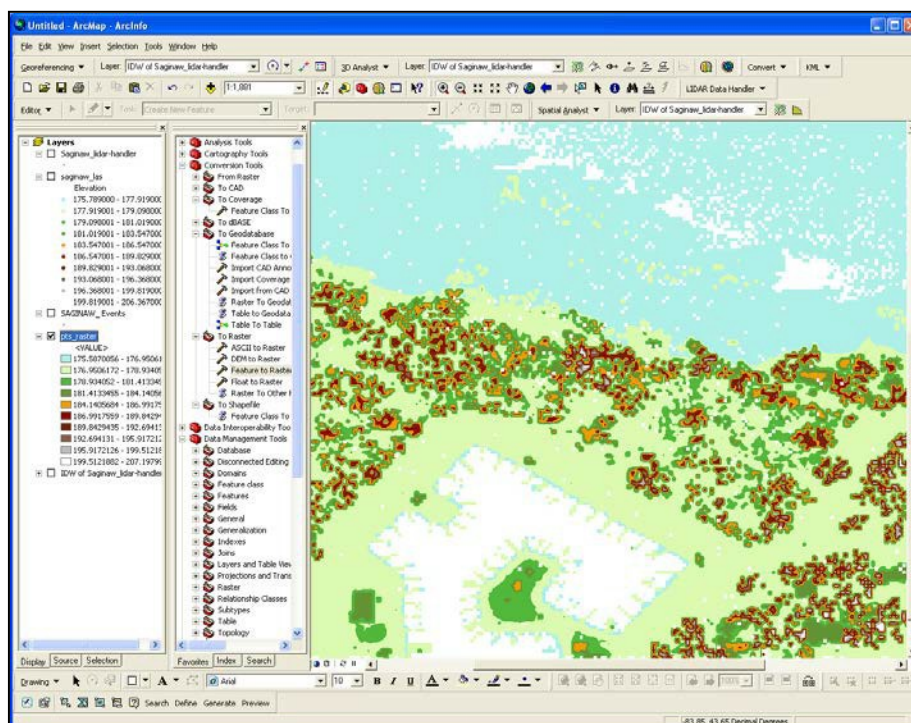 Untitled - ArcMap - ArcInfo
File Edit View Insert Selection Tools Window Help
Georeferencing Layer: IDW of Saginaw_lidar-handler 3D Analyst Layer: IDW of Saginaw_lidar-handler Convert KML
1:1,881 LIDAR Data Handler
Editor Task: Create New Feature Target: Spatial Analyst Layer: IDW of Saginaw_lidar-handler
Layers
Saginaw_lidar-handler
saginaw_las
Elevation
175.789000 - 177.919000
177.919001 - 179.098000
179.098001 - 181.019000
181.019001 - 183.547000
183.547001 - 186.547000
186.547001 - 189.829000
189.829001 - 193.068000
193.068001 - 196.368000
196.368001 - 199.819000
199.819001 - 206.367000
SAGINAW_ Events
pts_raster
<VALUE>
175.5870056 - 176.9506
176.9506172 - 178.93405
178.934052 - 181.4133
181.4133455 - 184.1405
184.1405684 - 186.9917
186.9917559 - 189.8429
189.8429435 - 192.6941
192.694131 - 195.9172
195.9172126 - 199.5121
199.5121882 - 207.1979
IDW of Saginaw_lidar-handler
Display Source Selection
Analysis Tools
Cartography Tools
Conversion Tools
From Raster
To CAD
To Coverage
Feature Class To
To dBASE
To Geodatabase
Feature Class To
Feature Class to
Import CAD Anno
Import Coverage
Import from CAD
Raster To Geodat
Table to Geodata
Table To Table
To Raster
ASCII to Raster
DEM to Raster
Feature to Raster
Float to Raster
Raster To Other
To Shapefile
Feature Class To
Data Interoperability Too
Data Management Tools
Database
Disconnected Editing
Domains
Feature class
Features
Fields
General
Generalization
Indexes
Joins
Layers and Table View
Projections and Trans
Raster
Relationship Classes
Subtypes
Table
Topology
Favorites Index Search
Drawing A Arial 10 B I U A 100%
Search Define Generate Preview
-83.85 43.65 Decimal Degrees